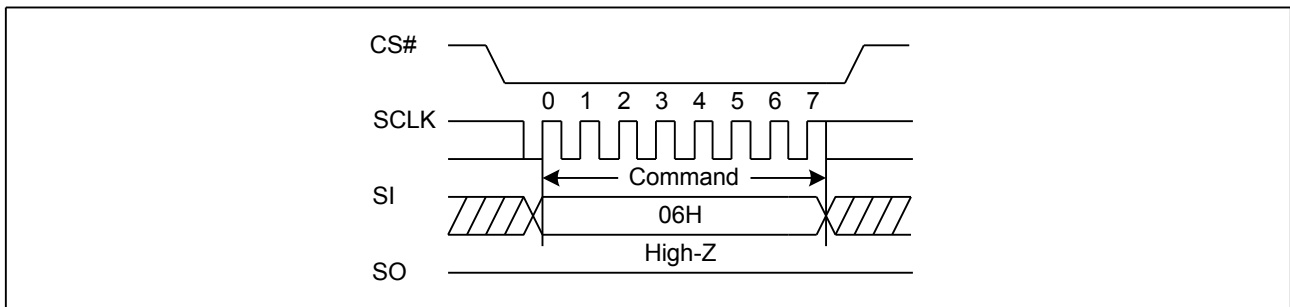 CS#
0 1 2 3 4 5 6 7
SCLK
Command
SI
06H
High-Z
SO